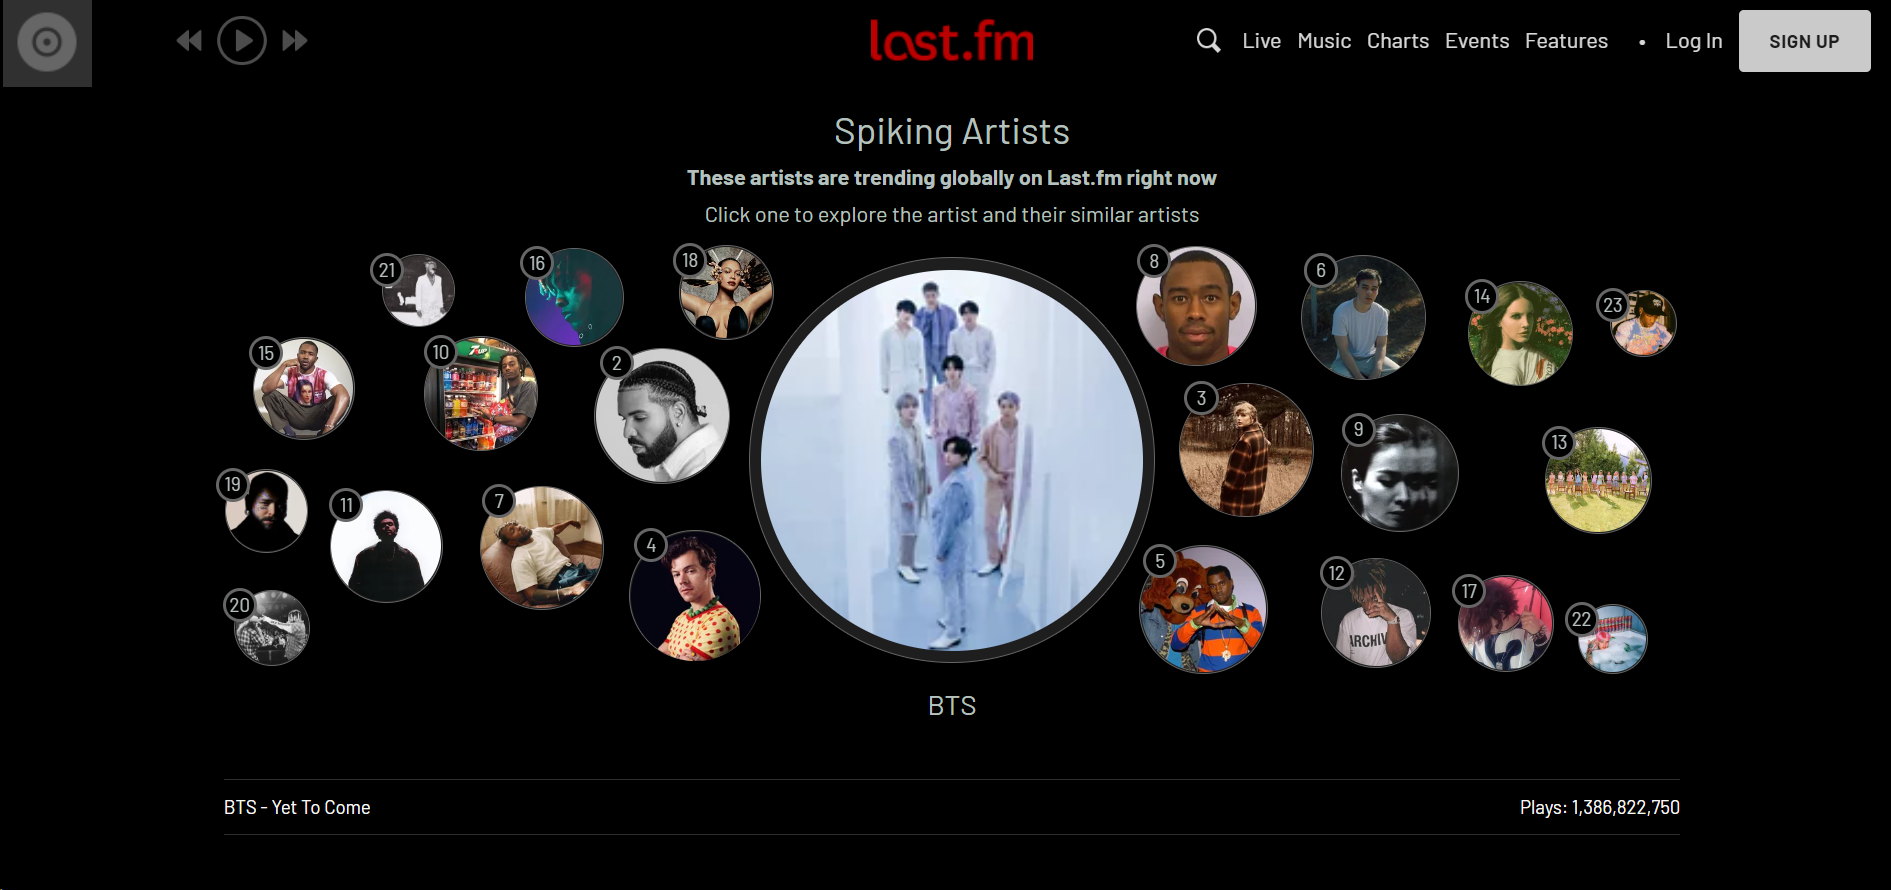 last.fm
Live Music Charts Events Features • Log In SIGN UP
Spiking Artists
These artists are trending globally on Last.fm right now
Click one to explore the artist and their similar artists
21
16
18
8
6
14
23
15
10
7UP
2
3
9
13
19
11
7
4
5
12
ARCHIV
17
22
20
BTS
BTS - Yet To Come
Plays: 1,386,822,750